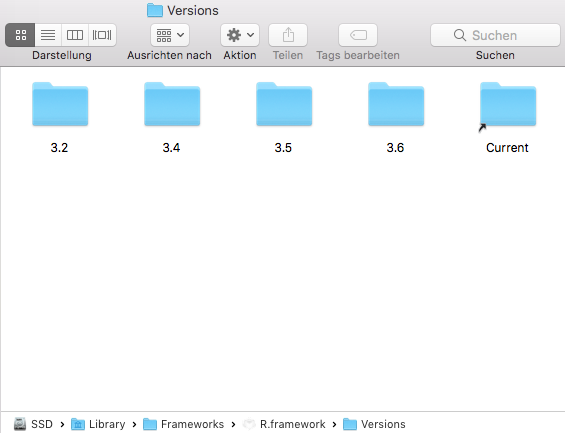 Versions
Suchen
Darstellung Ausrichten nach Aktion Teilen Tags bearbeiten Suchen
3.2 3.4 3.5 3.6 Current
SSD › Library › Frameworks › R.framework › Versions